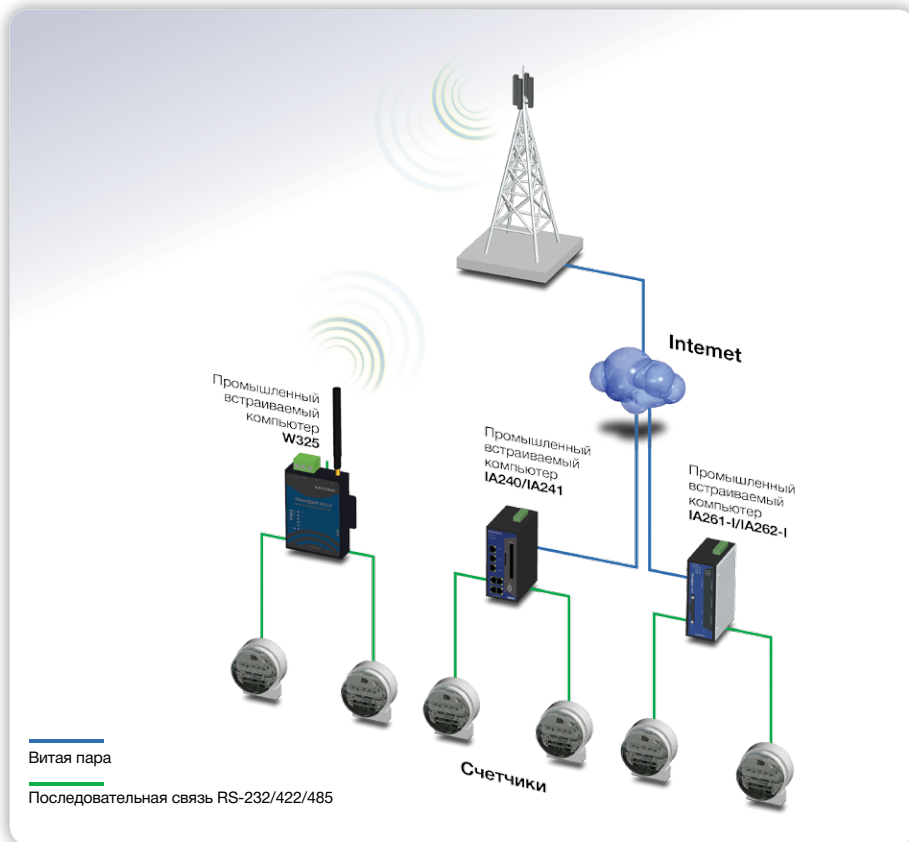 Internet
Промышленный
встраиваемый
компьютер
W325
Промышленный
встраиваемый
компьютер
IA240/IA241
Промышленный
встраиваемый
компьютер
IA261-I/IA262-I
Счетчики
Витая пара
Последовательная связь RS-232/422/485